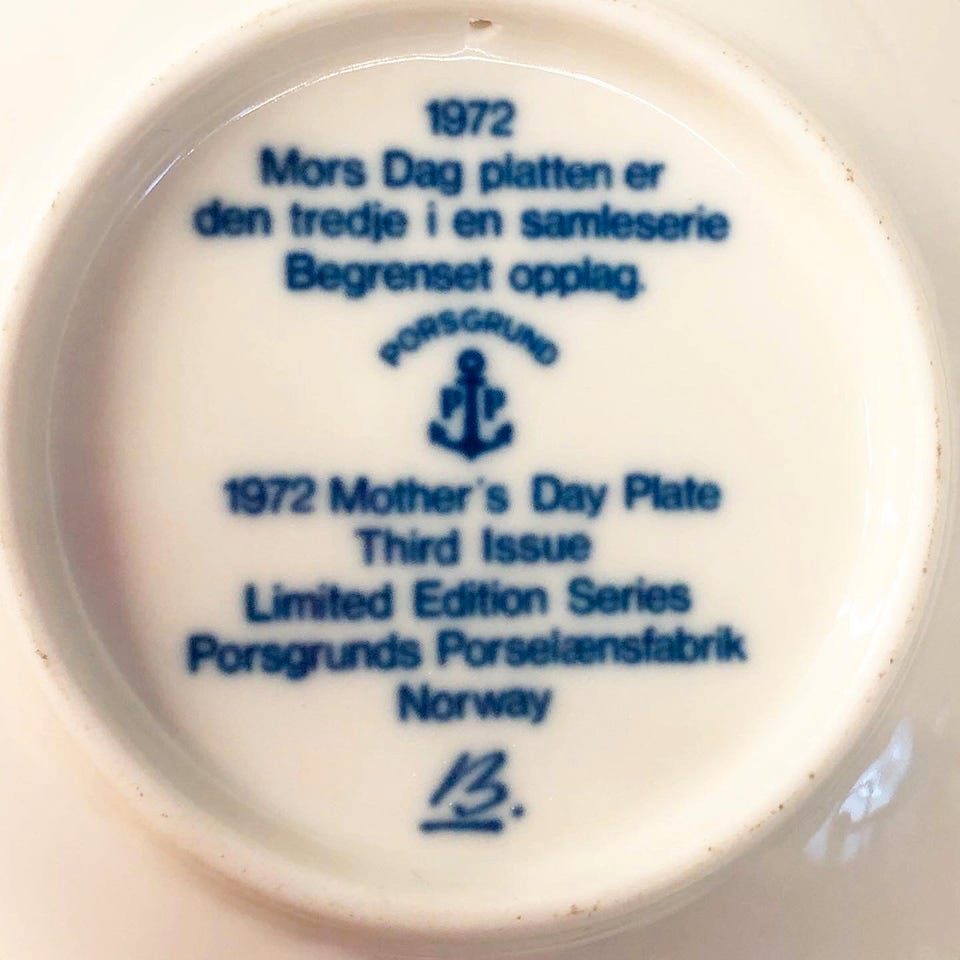 1972
Mors Dag platten er
den tredje i en samleserie
Begrenset opplag.
PORSGRUND
P P
1972 Mother's Day Plate
Third Issue
Limited Edition Series
Porsgrunds Porselænsfabrik
Norway
B.